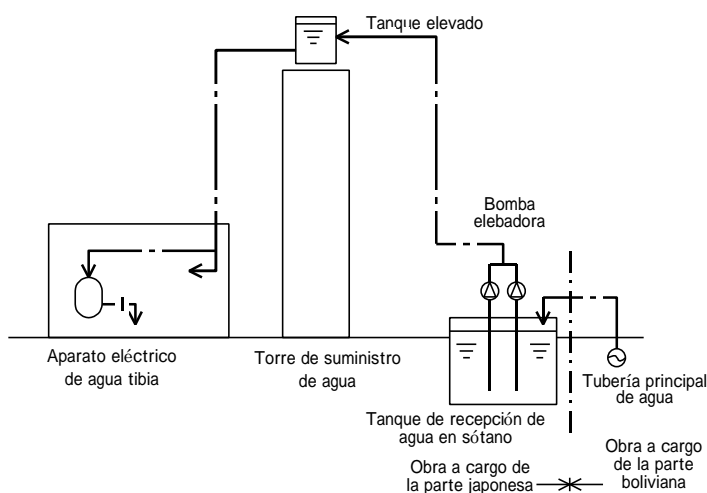 Tanque elevado
Bomba
elebadora
Aparato eléctrico
de agua tibia
Torre de suministro
de agua
Tanque de recepción de
agua en sótano
Tubería principal
de agua
Obra a cargo de
la parte japonesa
Obra a cargo
de la parte
boliviana